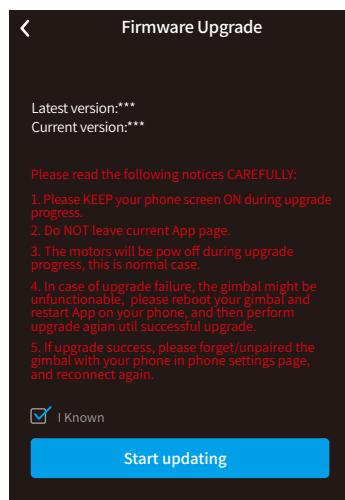 Firmware Upgrade
Latest version:***
Current version:***
Please read the following notices CAREFULLY:
1. Please KEEP your phone screen ON during upgrade
progress.
2. Do NOT leave current App page.
3. The motors will be pow off during upgrade
progress, this is normal case.
4. In case of upgrade failure, the gimbal might be
unfunctionable, please reboot your gimbal and
restart App on your phone, and then perform
upgrade agian util successful upgrade.
5. If upgrade success, please forget/unpaired the
gimbal with your phone in phone settings page,
and reconnect again.
I Known
Start updating